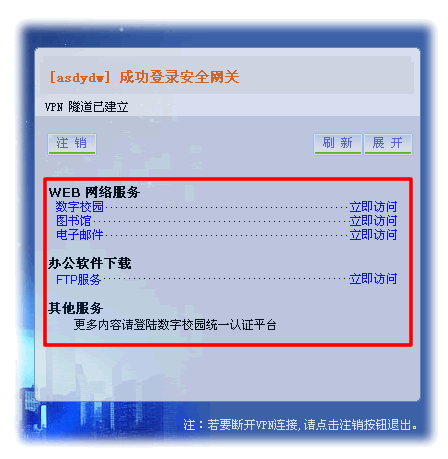 [asdydw] 成功登录安全网关
VPN 隧道已建立
注 销 刷 新 展 开
WEB 网络服务
数字校园 立即访问
图书馆 立即访问
电子邮件 立即访问
办公软件下载
FTP服务 立即访问
其他服务
更多内容请登陆数字校园统一认证平台
注：若要断开VPN连接,请点击注销按钮退出。